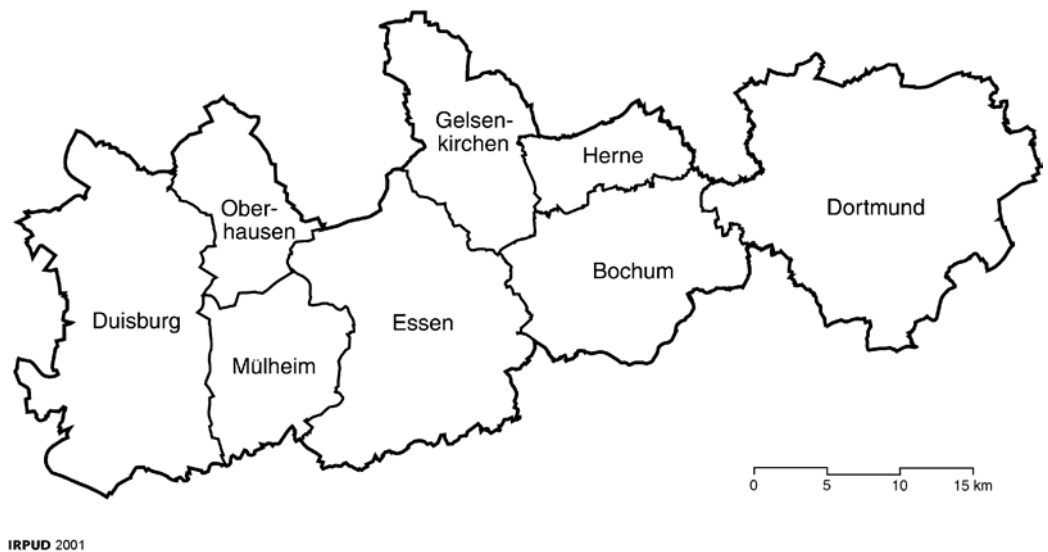 Gelsen-
kirchen
Herne
Ober-
hausen
Dortmund
Bochum
Duisburg
Essen
Mülheim
0 5 10 15 km
IRPUD 2001